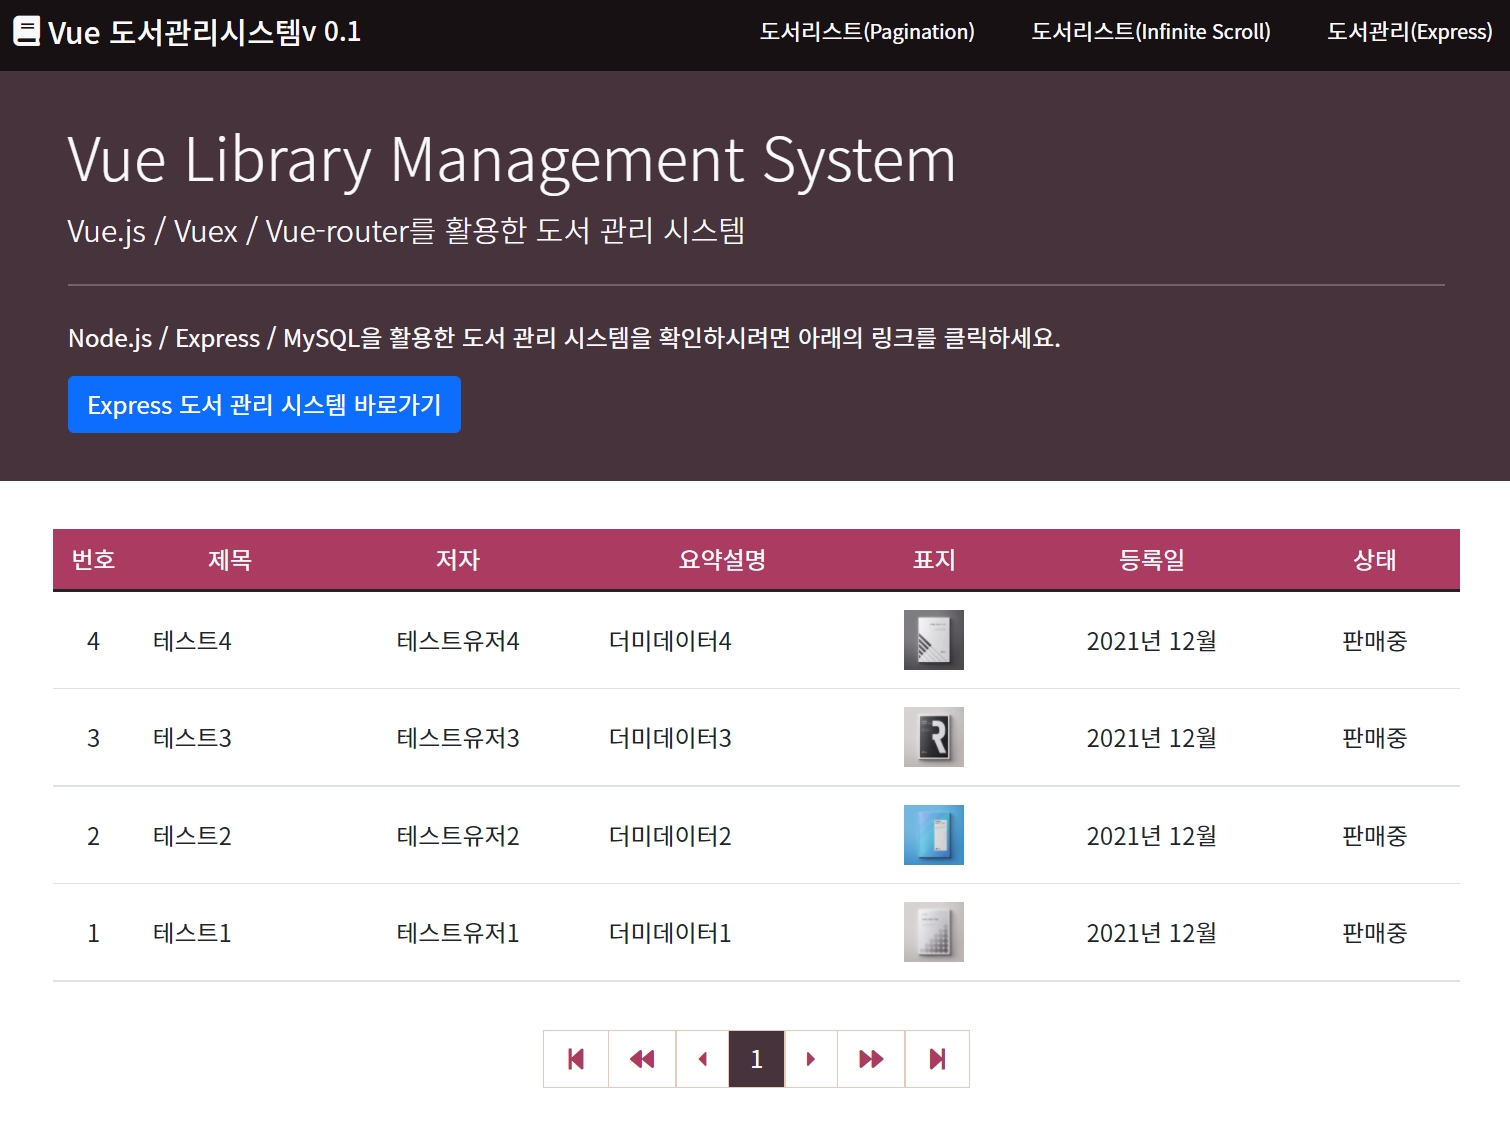 Vue 도서관리시스템v 0.1 도서리스트(Pagination) 도서리스트(Infinite Scroll) 도서관리(Express)
Vue Library Management System
Vue.js / Vuex / Vue-router를 활용한 도서 관리 시스템
Node.js / Express / MySQL을 활용한 도서 관리 시스템을 확인하시려면 아래의 링크를 클릭하세요.
Express 도서 관리 시스템 바로가기
번호 제목 저자 요약설명 표지 등록일 상태
4 테스트4 테스트유저4 더미데이터4 2021년 12월 판매중
3 테스트3 테스트유저3 더미데이터3 R 2021년 12월 판매중
2 테스트2 테스트유저2 더미데이터2 2021년 12월 판매중
1 테스트1 테스트유저1 더미데이터1 2021년 12월 판매중
1